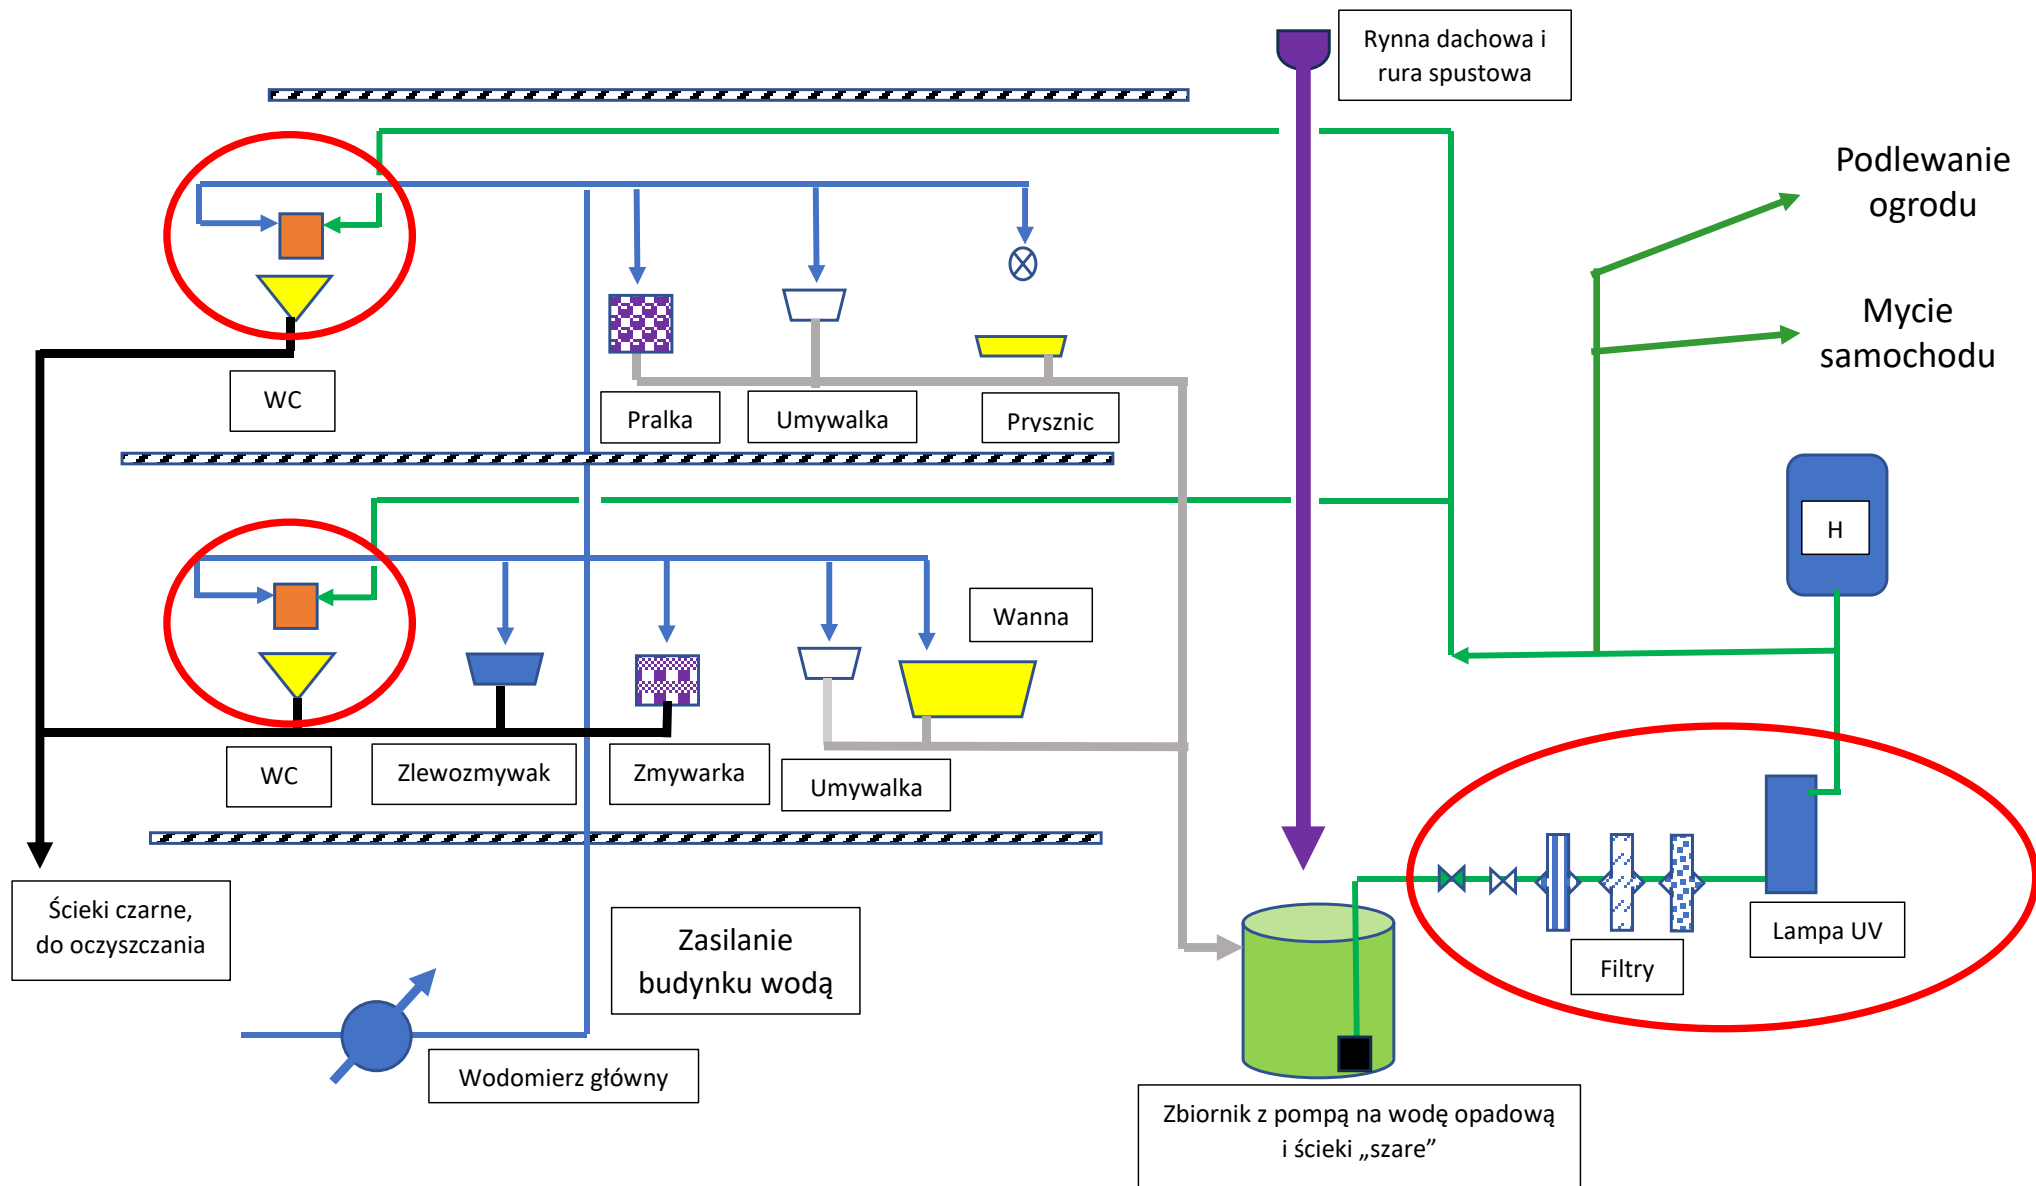 Rynna dachowa i
rura spustowa
Podlewanie
ogrodu
Mycie
samochodu
WC
Pralka
Umywalka
Prysznic
H
Wanna
WC
Zlewozmywak
Zmywarka
Umywalka
Ścieki czarne,
do oczyszczania
Zasilanie
budynku wodą
Lampa UV
Filtry
Wodomierz główny
Zbiornik z pompą na wodę opadową
i ścieki „szare”